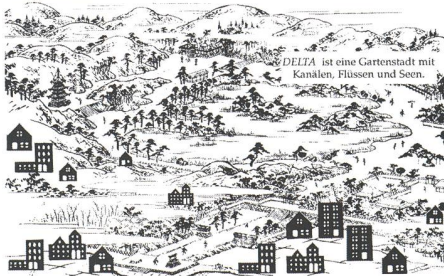 DELTA ist eine Gartenstadt mit
Kanälen, Flüssen und Seen.